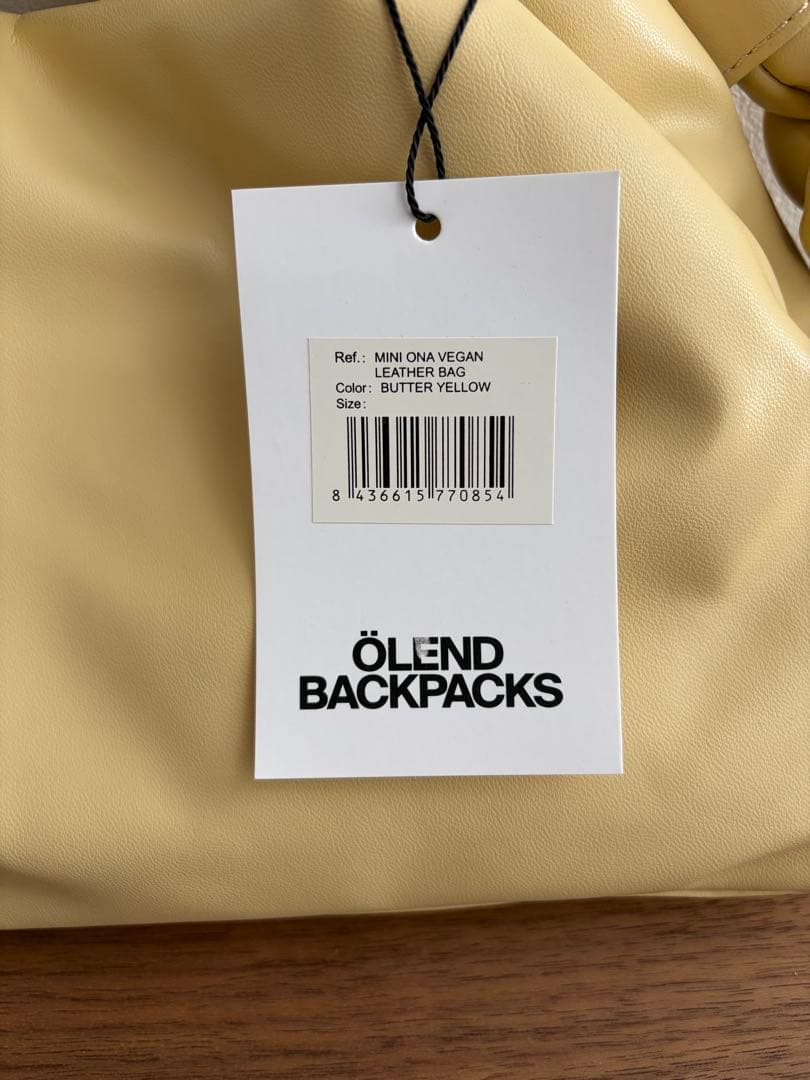 Ref.: MINI ONA VEGAN
LEATHER BAG
Color: BUTTER YELLOW
Size:
8 436615 770854
ÖLEND
BACKPACKS